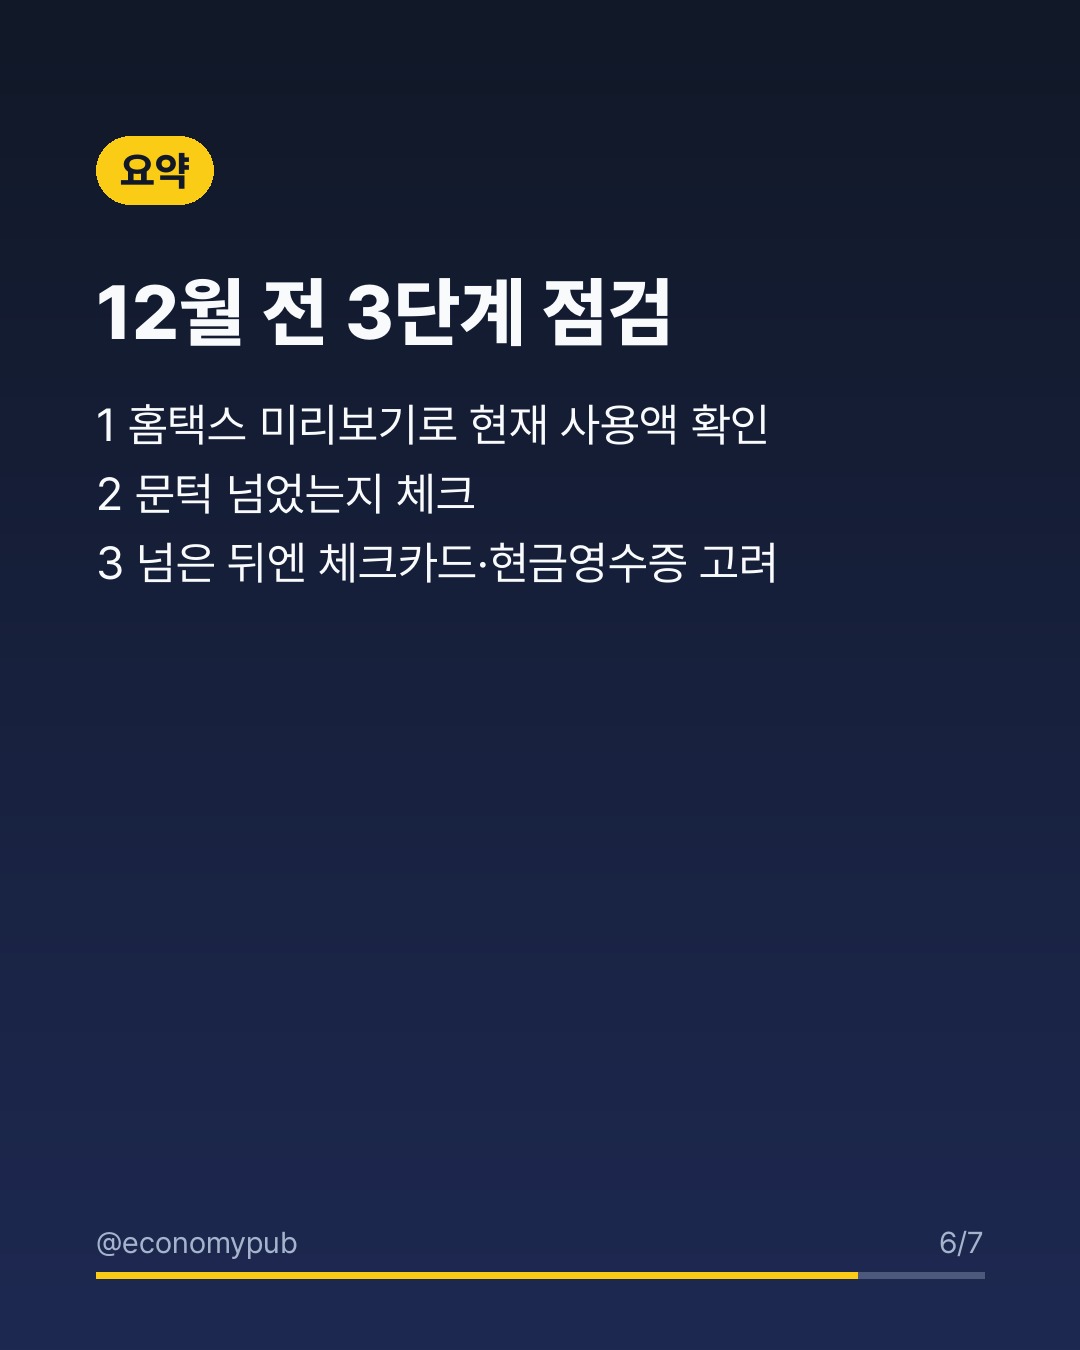 요약
12월 전 3단계 점검
1 홈택스 미리보기로 현재 사용액 확인
2 문턱 넘었는지 체크
3 넘은 뒤엔 체크카드·현금영수증 고려
@economypub
6/7